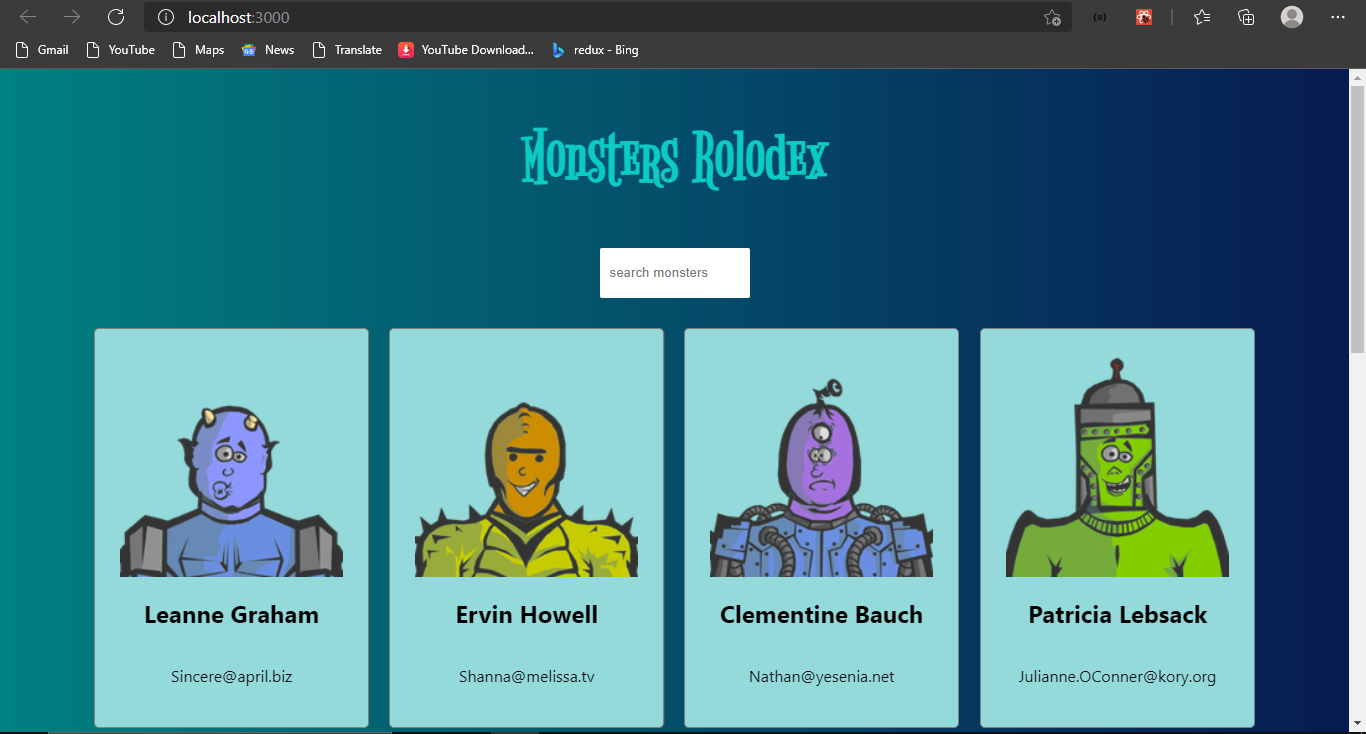 localhost:3000
Gmail YouTube Maps News Translate YouTube Download... redux - Bing
Monsters Rolodex
search monsters
Leanne Graham Ervin Howell Clementine Bauch Patricia Lebsack
Sincere@april.biz Shanna@melissa.tv Nathan@yesenia.net Julianne.OConner@kory.org